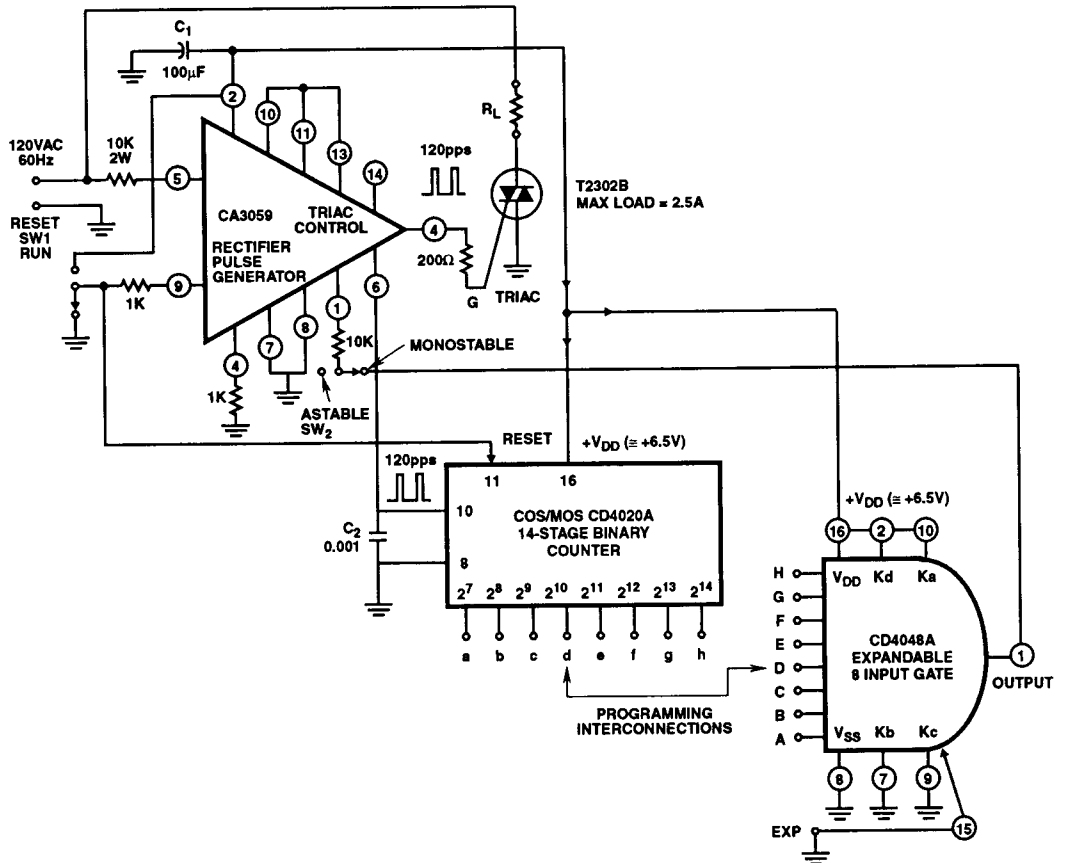 C1
100µF
2
10
11
13
14
120VAC
60Hz
10K
2W
5
120pps
RL
T2302B
MAX LOAD = 2.5A
CA3059
TRIAC
CONTROL
RECTIFIER
PULSE
GENERATOR
4
200Ω
G
TRIAC
RESET
SW1
RUN
1K
9
6
1
8
7
4
10K
1K
MONOSTABLE
ASTABLE
SW2
RESET
+VDD (≅ +6.5V)
120pps
11
16
10
COS/MOS CD4020A
14-STAGE BINARY
COUNTER
C2
0.001
8
2^7 2^8 2^9 2^10 2^11 2^12 2^13 2^14
a b c d e f g h
PROGRAMMING
INTERCONNECTIONS
+VDD (≅ +6.5V)
16 2 10
VDD Kd Ka
H
G
F
E
D
C
B
A
CD4048A
EXPANDABLE
8 INPUT GATE
1
OUTPUT
VSS Kb Kc
8 7 9
EXP
15